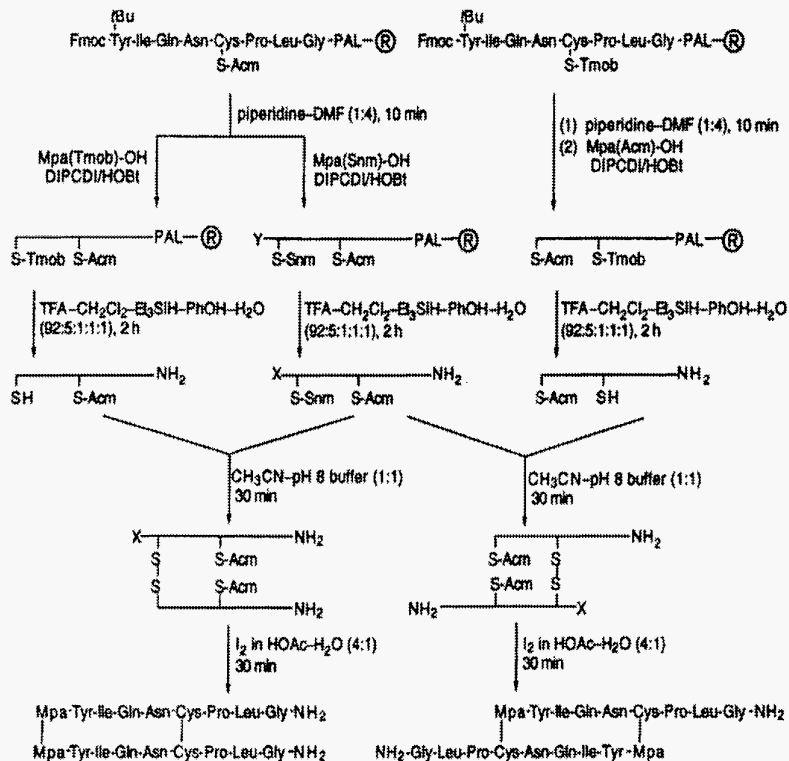 tBu tBu
Fmoc-Tyr-Ile-Gln-Asn-Cys-Pro-Leu-Gly-PAL-R Fmoc-Tyr-Ile-Gln-Asn-Cys-Pro-Leu-Gly-PAL-R
S-Acm S-Tmob
piperidine-DMF (1:4), 10 min
(1) piperidine-DMF (1:4), 10 min
(2) Mpa(Acm)-OH
DIPCDI/HOBt
Mpa(Tmob)-OH
DIPCDI/HOBt
Mpa(Snm)-OH
DIPCDI/HOBt
PAL-R Y PAL-R PAL-R
S-Tmob S-Acm S-Snm S-Acm S-Acm S-Tmob
TFA-CH2Cl2-Et3SiH-PhOH-H2O TFA-CH2Cl2-Et3SiH-PhOH-H2O TFA-CH2Cl2-Et3SiH-PhOH-H2O
(92:5:1:1:1), 2 h (92:5:1:1:1), 2 h (92:5:1:1:1), 2 h
NH2 X NH2 NH2
SH S-Acm S-Snm S-Acm S-Acm SH
CH3CN-pH 8 buffer (1:1) CH3CN-pH 8 buffer (1:1)
30 min 30 min
X NH2 NH2
S S-Acm S-Acm S
S S-Acm S-Acm S
NH2 NH2 X
I2 in HOAc-H2O (4:1) I2 in HOAc-H2O (4:1)
30 min 30 min
Mpa-Tyr-Ile-Gln-Asn-Cys-Pro-Leu-Gly-NH2 Mpa-Tyr-Ile-Gln-Asn-Cys-Pro-Leu-Gly-NH2
Mpa-Tyr-Ile-Gln-Asn-Cys-Pro-Leu-Gly-NH2 NH2-Gly-Leu-Pro-Cys-Asn-Gln-Ile-Tyr-Mpa